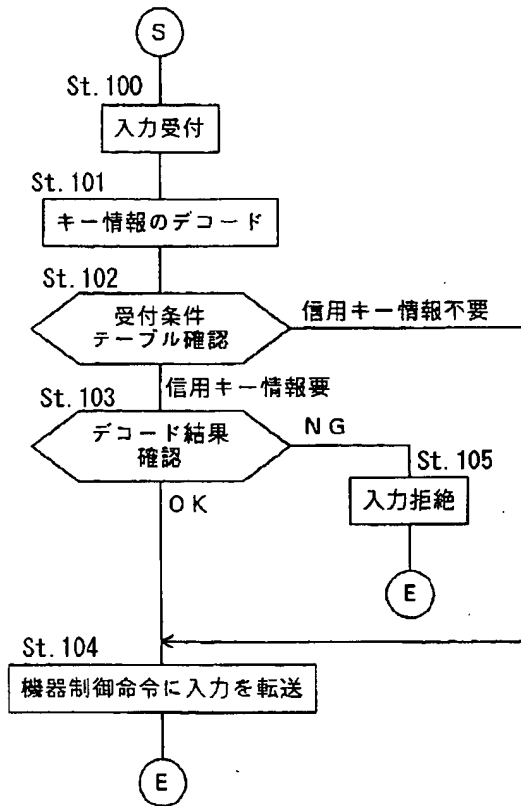 S
St.100
入力受付
St.101
キー情報のデコード
St.102
受付条件
テーブル確認
信用キー情報不要
信用キー情報要
St.103
デコード結果
確認
NG
OK
St.105
入力拒絶
E
St.104
機器制御命令に入力を転送
E